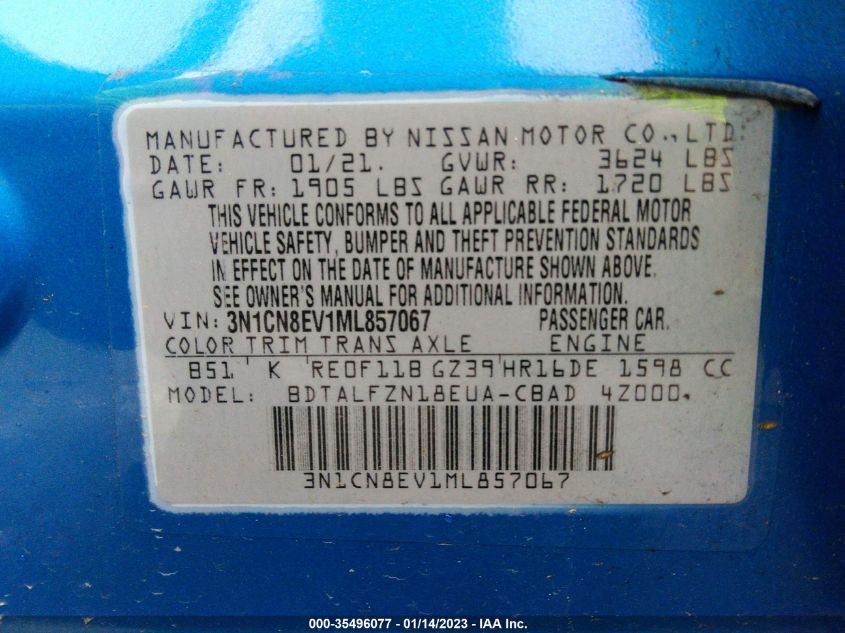 MANUFACTURED BY NISSAN MOTOR CO., LTD.
DATE: 01/21. GVWR: 3624 LBS
GAWR FR: 1905 LBS GAWR RR: 1720 LBS
THIS VEHICLE CONFORMS TO ALL APPLICABLE FEDERAL MOTOR
VEHICLE SAFETY, BUMPER AND THEFT PREVENTION STANDARDS
IN EFFECT ON THE DATE OF MANUFACTURE SHOWN ABOVE.
SEE OWNER'S MANUAL FOR ADDITIONAL INFORMATION.
VIN: 3N1CN8EV1ML857067 PASSENGER CAR.
COLOR TRIM TRANS AXLE ENGINE
B51 K RE0F11B GZ39 HR16DE 1598 CC
MODEL: BDTALFZN18EUA-CBAD 4Z000.
3N1CN8EV1ML857067
000-35496077 - 01/14/2023 - IAA Inc.